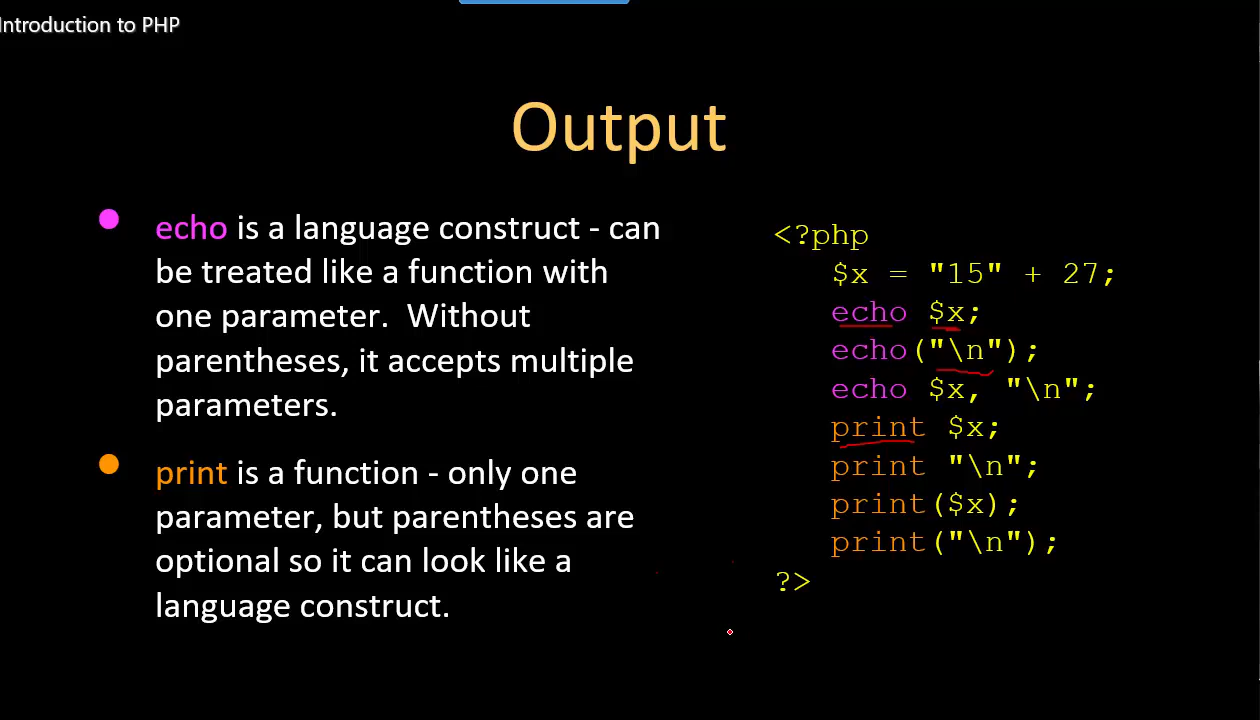 Introduction to PHP
Output
echo is a language construct - can
be treated like a function with
one parameter.  Without
parentheses, it accepts multiple
parameters.
print is a function - only one
parameter, but parentheses are
optional so it can look like a
language construct.
<?php
$x = "15" + 27;
echo $x;
echo("\n");
echo $x, "\n";
print $x;
print "\n";
print($x);
print("\n");
?>